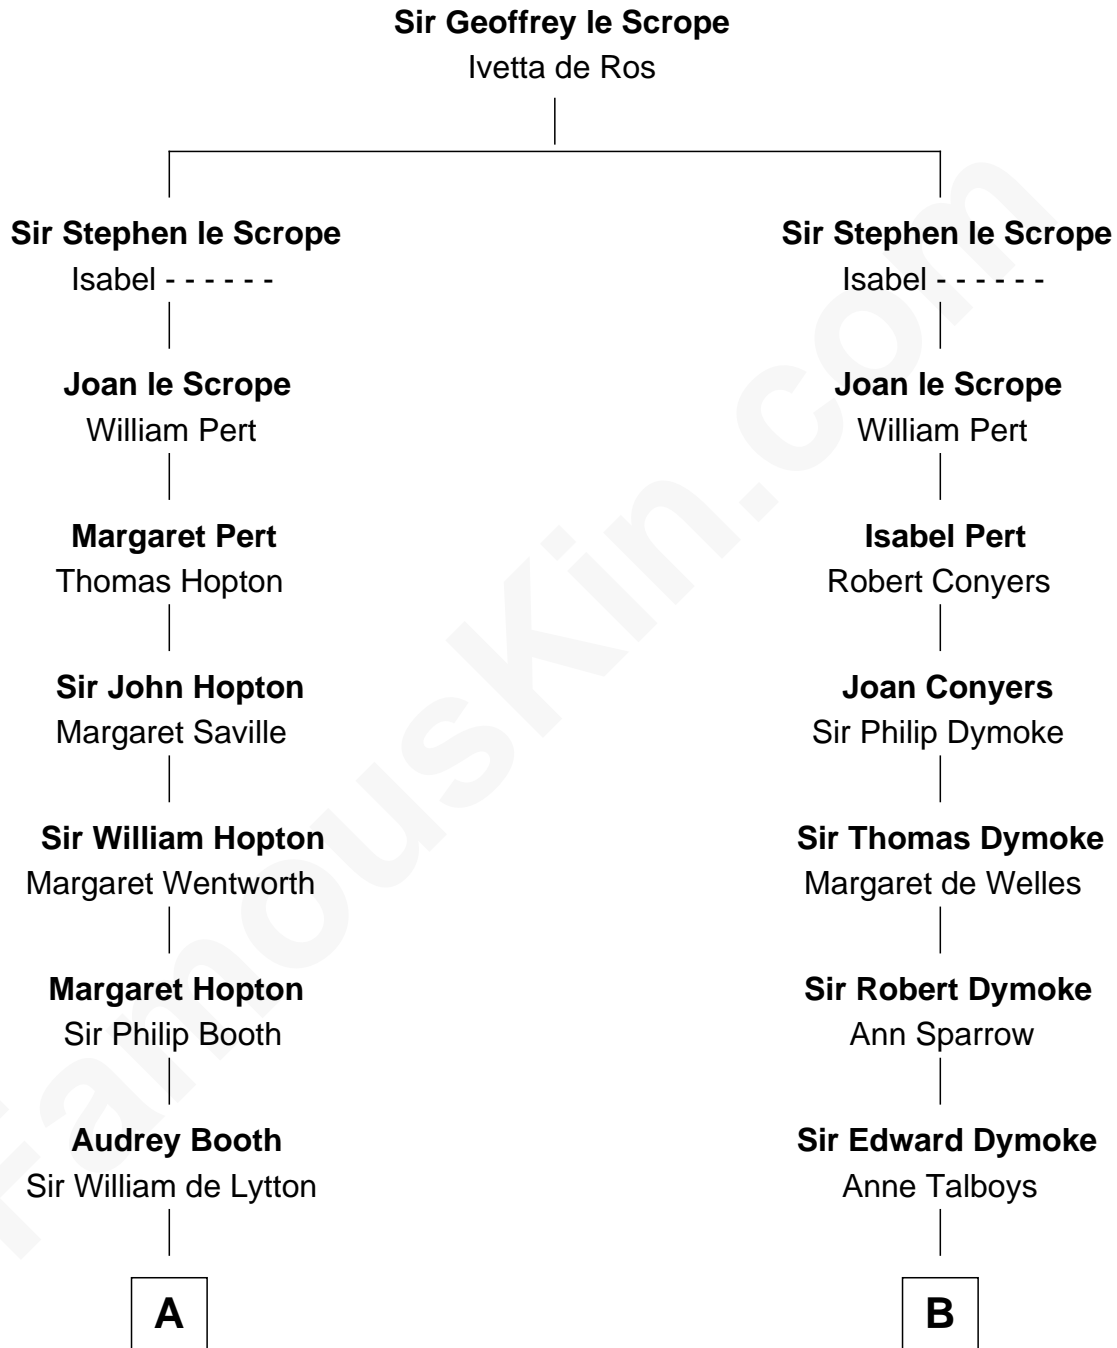 Sir Geoffrey le Scrope
Ivetta de Ros
Sir Stephen le Scrope
Isabel - - - - - -
Joan le Scrope
William Pert
Margaret Pert
Thomas Hopton
Sir John Hopton
Margaret Saville
Sir William Hopton
Margaret Wentworth
Margaret Hopton
Sir Philip Booth
Audrey Booth
Sir William de Lytton
A
Sir Stephen le Scrope
Isabel - - - - - -
Joan le Scrope
William Pert
Isabel Pert
Robert Conyers
Joan Conyers
Sir Philip Dymoke
Sir Thomas Dymoke
Margaret de Welles
Sir Robert Dymoke
Ann Sparrow
Sir Edward Dymoke
Anne Talboys
B
FamousKin.com